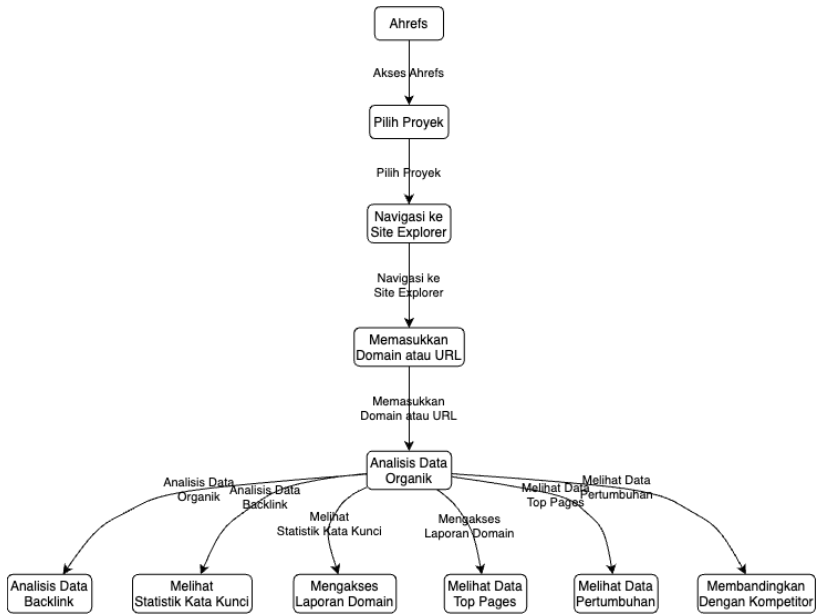 Ahrefs
Akses Ahrefs
Pilih Proyek
Pilih Proyek
Navigasi ke
Site Explorer
Navigasi ke
Site Explorer
Memasukkan
Domain atau URL
Memasukkan
Domain atau URL
Analisis Data
Organik
Analisis Data
Organik
Analisis Data
Backlink
Melihat
Statistik Kata Kunci
Mengakses
Laporan Domain
Melihat Data
Top Pages
Melihat Data
Pertumbuhan
Analisis Data
Backlink
Melihat
Statistik Kata Kunci
Mengakses
Laporan Domain
Melihat Data
Top Pages
Melihat Data
Pertumbuhan
Membandingkan
Dengan Kompetitor